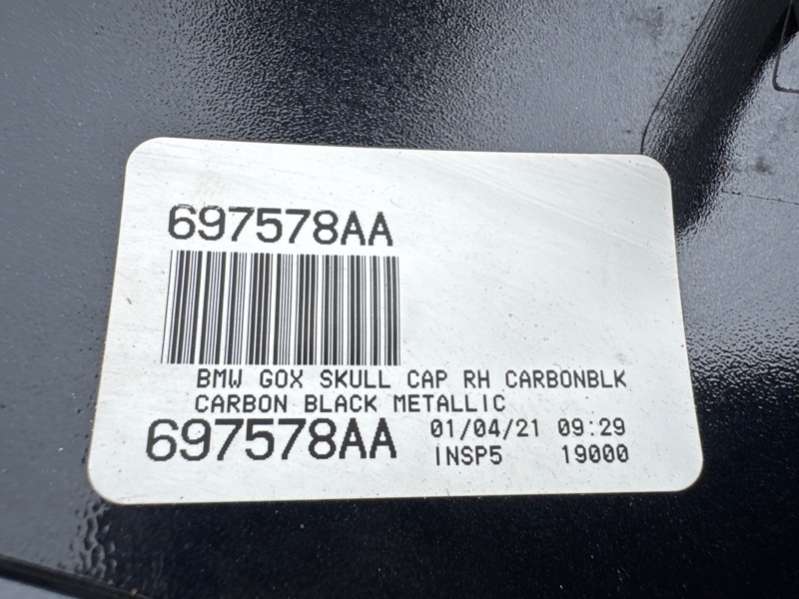 697578AA
BMW GOX SKULL CAP RH CARBONBLK
CARBON BLACK METALLIC
697578AA 01/04/21 09:29
INSP5 19000